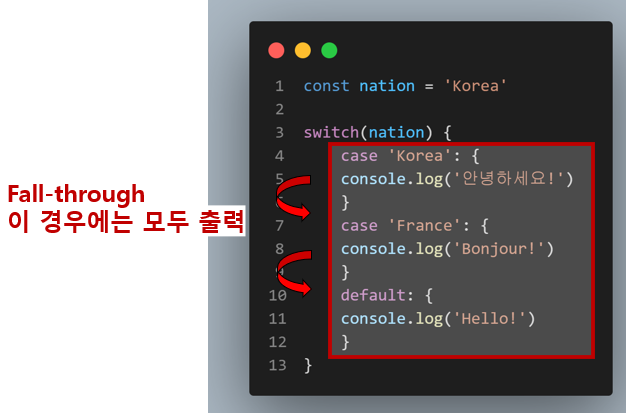 Fall-through
이 경우에는 모두 출력
1 const nation = 'Korea'
2
3 switch(nation) {
4 case 'Korea': {
5 console.log('안녕하세요!')
6 }
7 case 'France': {
8 console.log('Bonjour!')
9 }
10 default: {
11 console.log('Hello!')
12 }
13 }